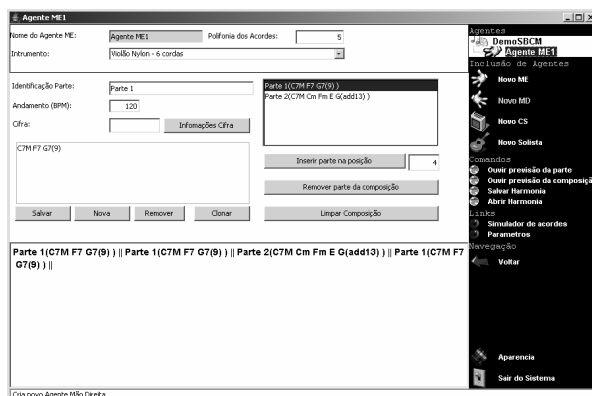 Agente ME1
Nome do Agente ME:
Agente ME1
Polifonia dos Acordes:
5
Intrumento:
Violão Nylon - 6 cordas
Identificação Parte:
Parte 1
Andamento (BPM):
120
Cifra:
Infomações Cifra
C7M F7 G7(9)
Salvar
Nova
Remover
Clonar
Parte 1(C7M F7 G7(9) )
Parte 2(C7M Cm Fm E G(add13) )
Inserir parte na posição
4
Remover parte da composição
Limpar Composição
Parte 1(C7M F7 G7(9) ) || Parte 1(C7M F7 G7(9) ) || Parte 2(C7M Cm Fm E G(add13) ) || Parte 1(C7M F7
G7(9) ) ||
Agentes
DemoSBCM
Agente ME1
Inclusão de Agentes
Novo ME
Novo MD
Novo CS
Novo Solista
Comandos
Ouvir previsão da parte
Ouvir previsão da composiçã
Salvar Harmonia
Abrir Harmonia
Links
Simulador de acordes
Parametros
Navegação
Voltar
Aparencia
Sair do Sistema
Cria novo Agente Mão Direita